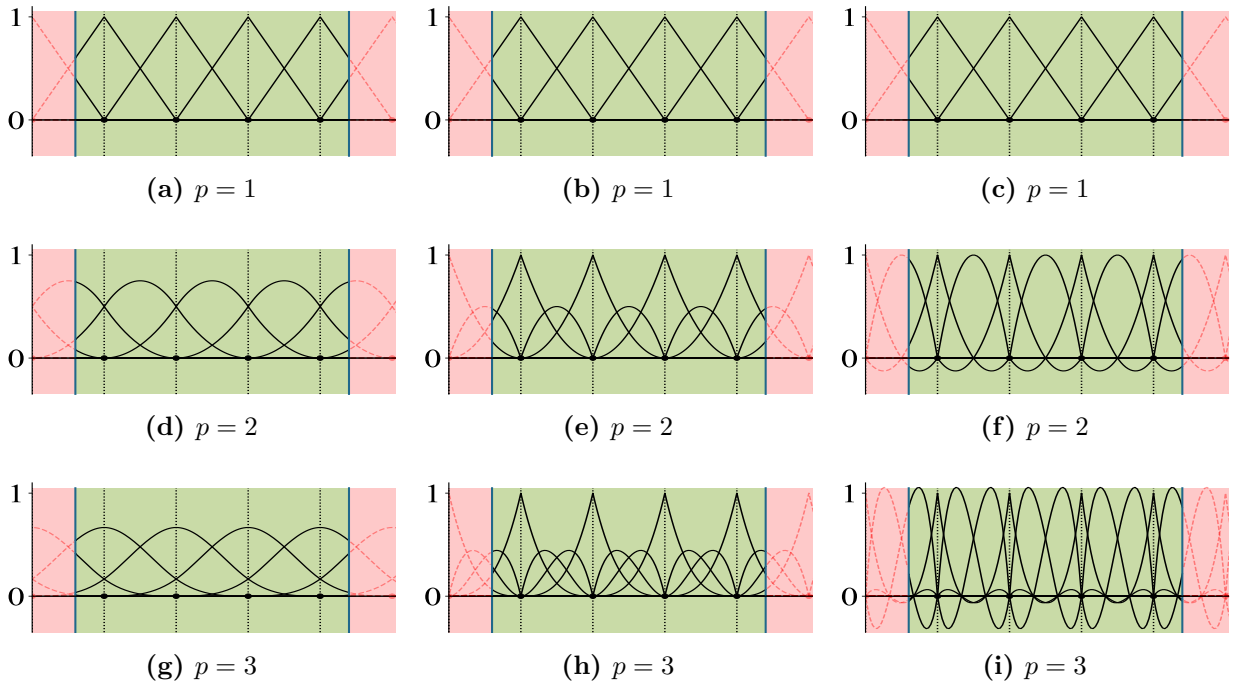 1 1 1
0 0 0
(a) p = 1 (b) p = 1 (c) p = 1
1 1 1
0 0 0
(d) p = 2 (e) p = 2 (f) p = 2
1 1 1
0 0 0
(g) p = 3 (h) p = 3 (i) p = 3